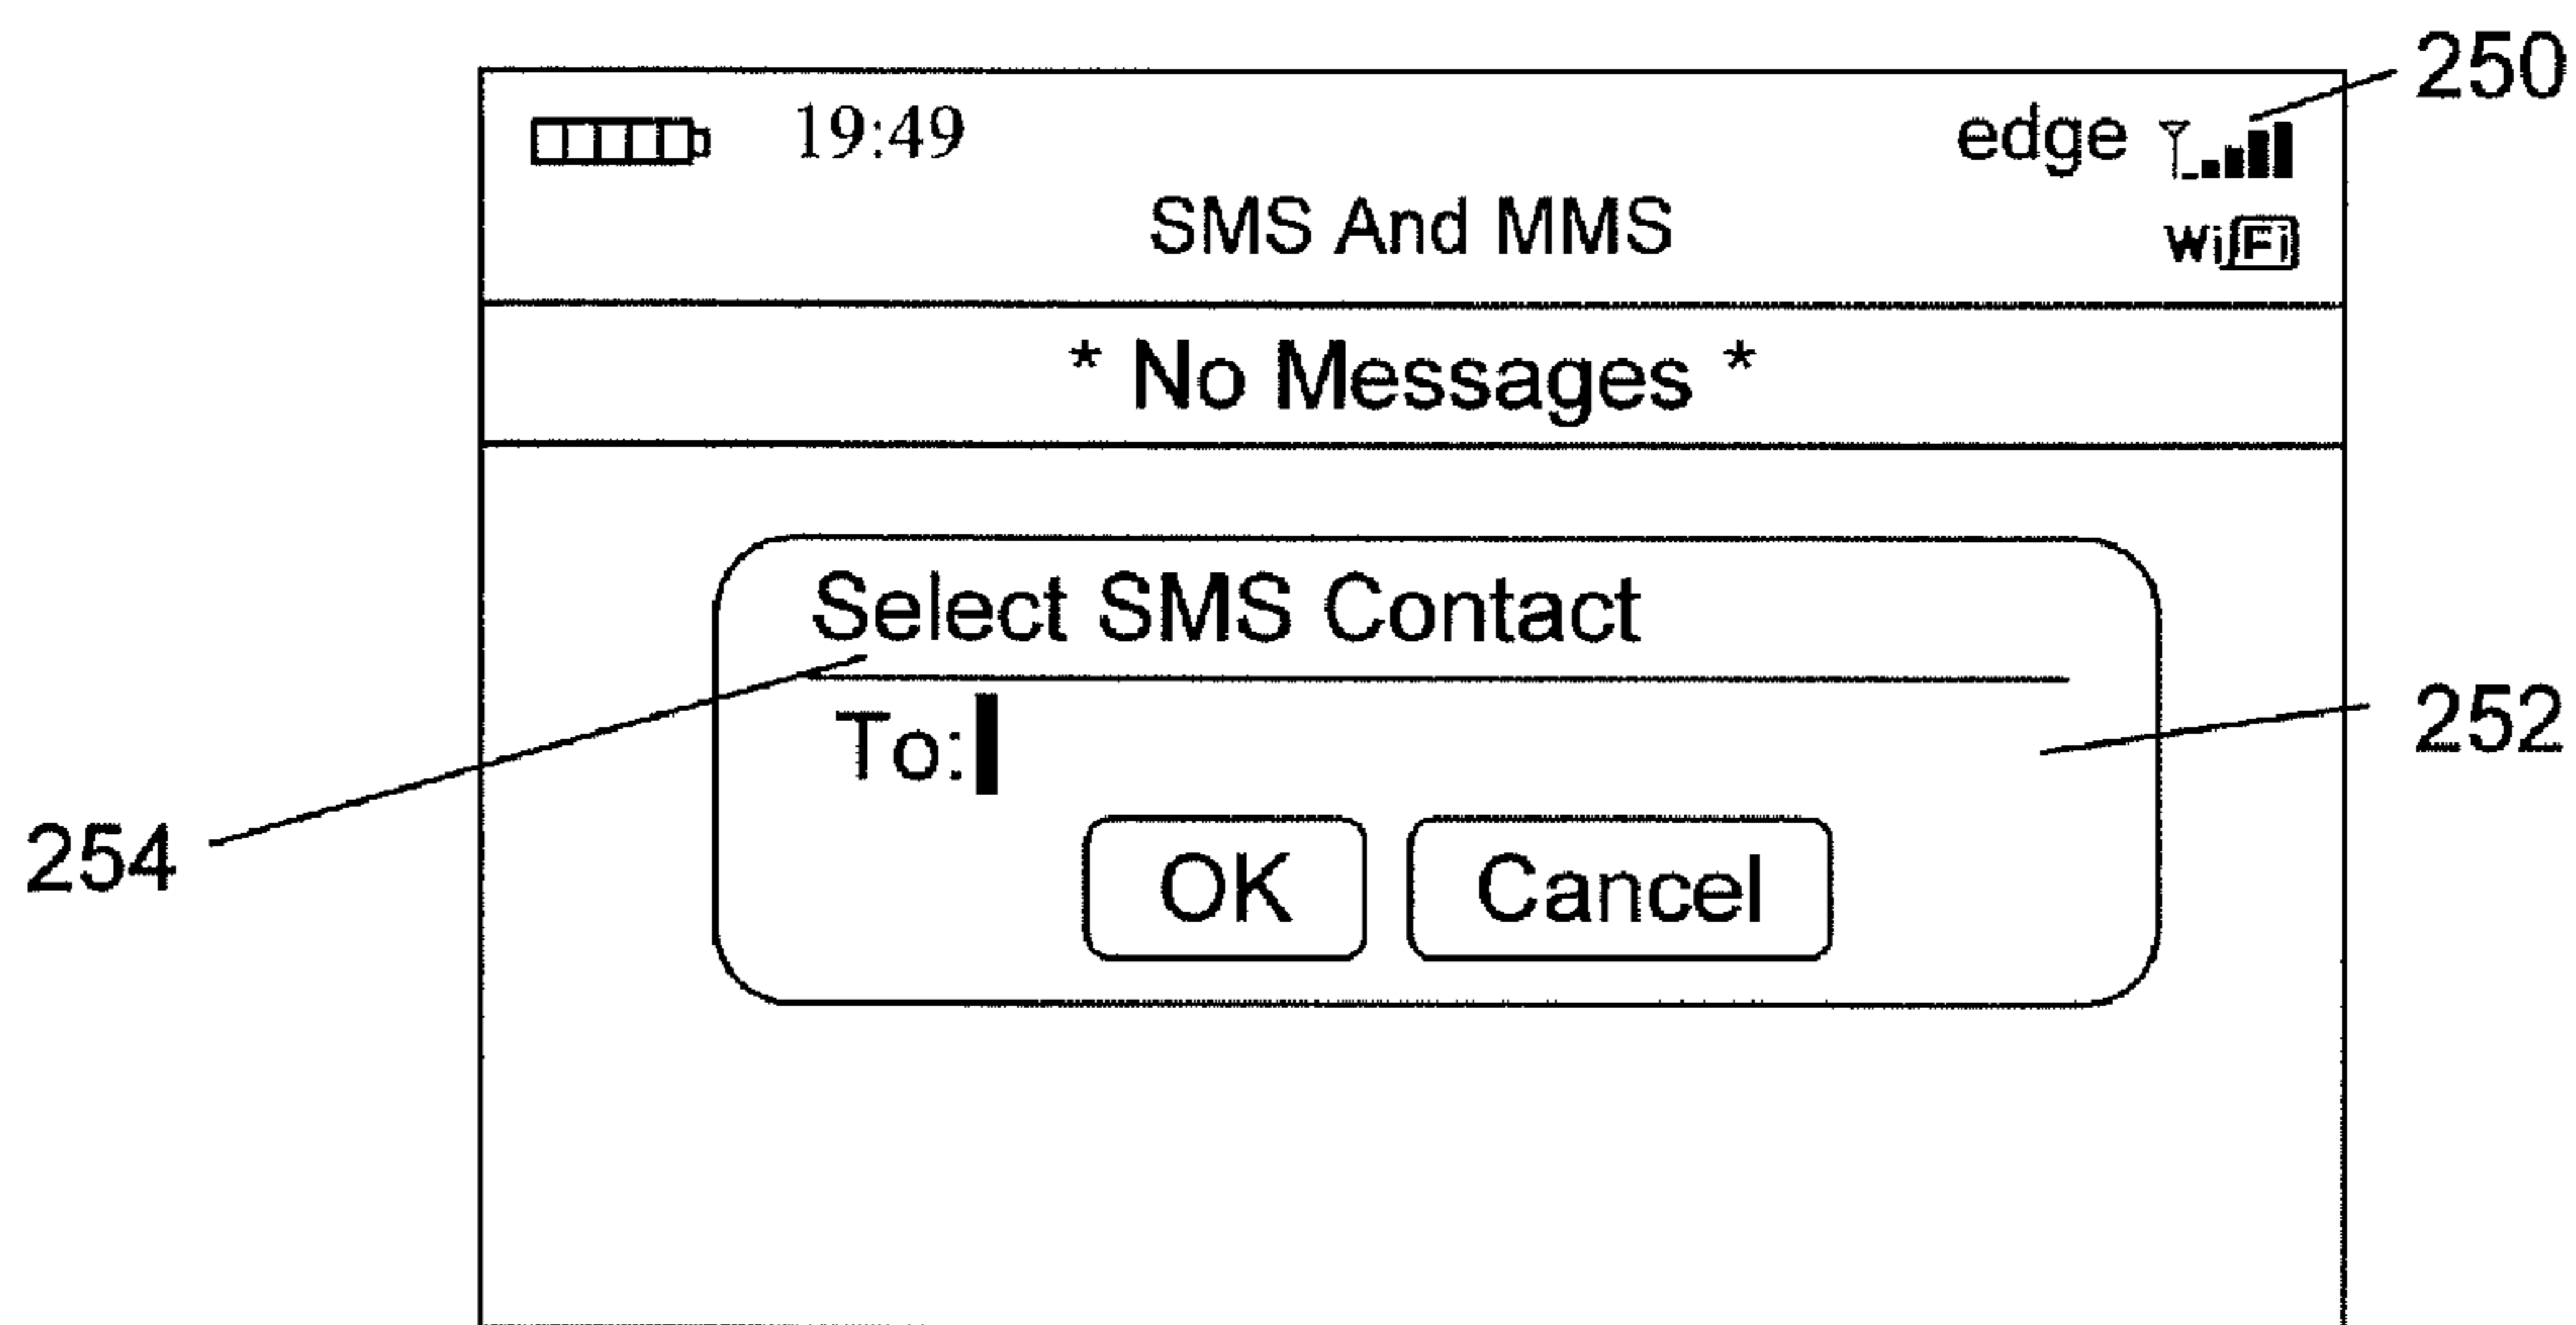 250
19:49 edge
SMS And MMS
WiFi
* No Messages *
Select SMS Contact
To:
252
254
OK Cancel